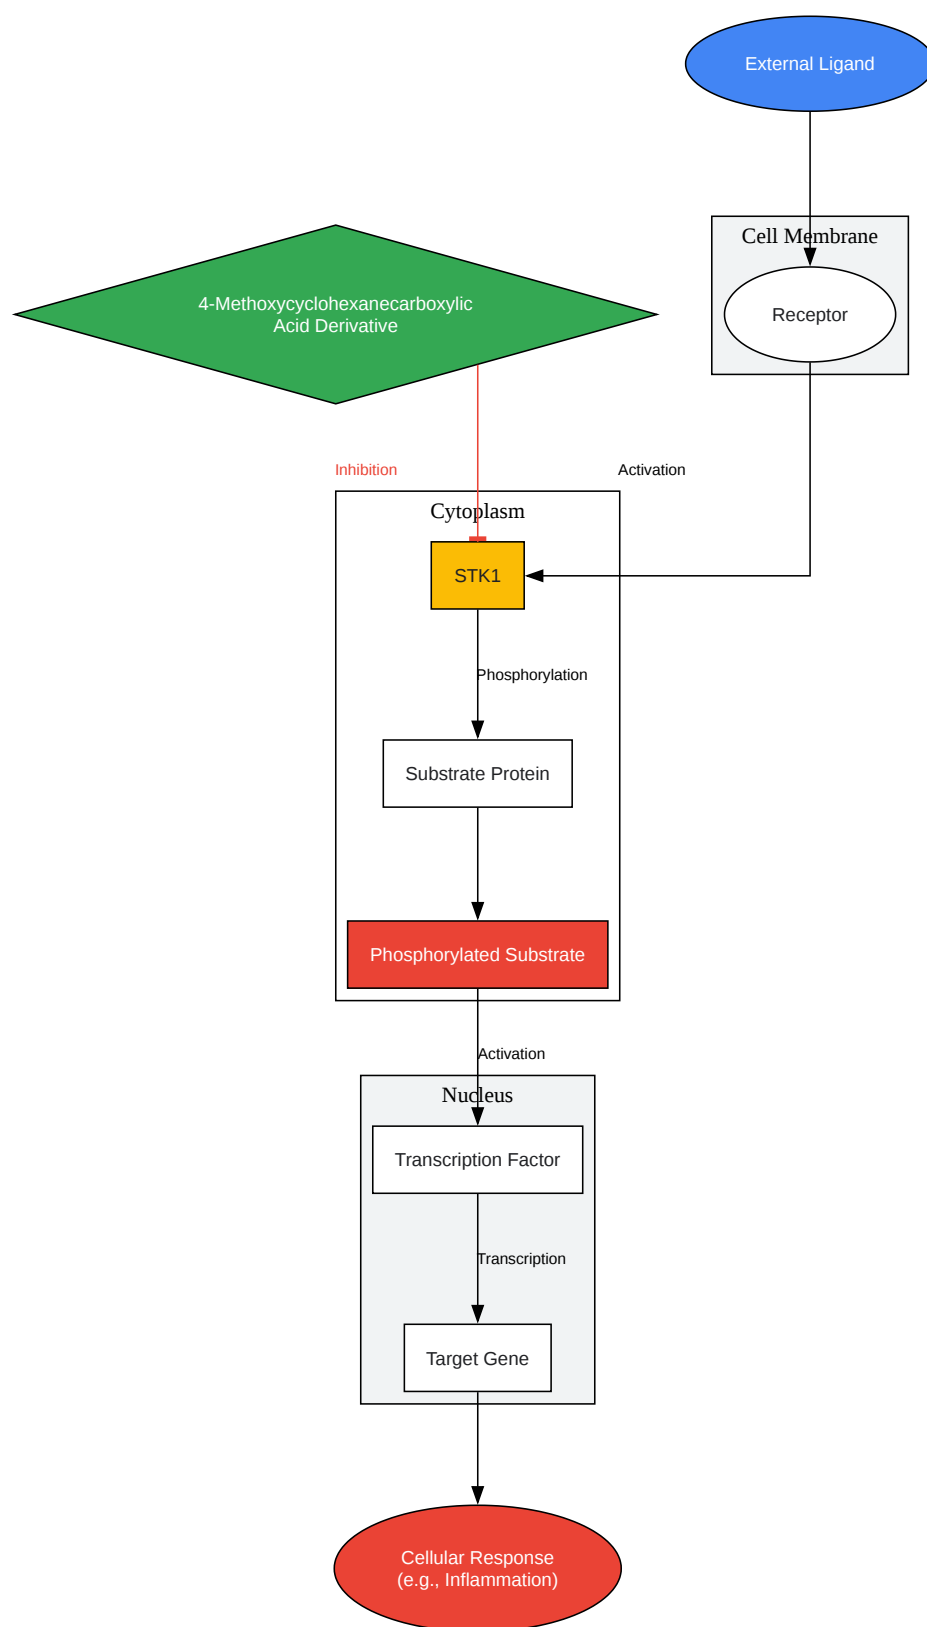 External Ligand
Cell Membrane
Receptor
4-Methoxycyclohexanecarboxylic
Acid Derivative
Inhibition
Activation
Cytoplasm
STK1
Phosphorylation
Substrate Protein
Phosphorylated Substrate
Activation
Nucleus
Transcription Factor
Transcription
Target Gene
Cellular Response
(e.g., Inflammation)